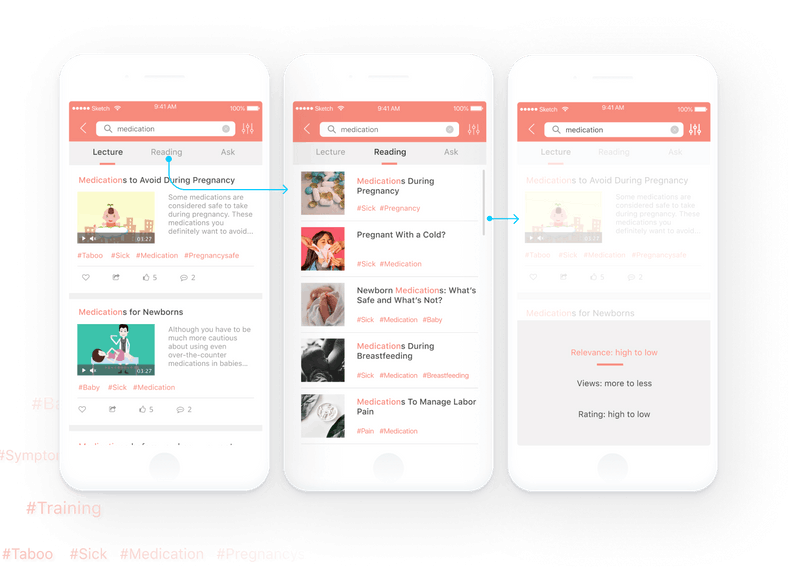 Sketch 9:41 AM 100%
medication
Lecture Reading Ask
Medications to Avoid During Pregnancy
Some medications are
considered safe to take
during pregnancy. These
medications you
definitely want to avoid...
01:27
#Taboo #Sick #Medication #Pregnancysafe
5 2
Medications for Newborns
Although you have to be
much more cautious
about using even
over-the-counter
medications in babies...
01:27
#Baby #Sick #Medication
5 2
Sketch 9:41 AM 100%
medication
Lecture Reading Ask
Medications During
Pregnancy
#Sick #Pregnancy
Pregnant With a Cold?
#Sick #Medication
Newborn Medications: What's
Safe and What's Not?
#Sick #Medication #Baby
Medications During
Breastfeeding
#Sick #Medication #Breastfeeding
Medications To Manage Labor
Pain
#Pain #Medication
Sketch 9:41 AM 100%
medication
Lecture Reading Ask
Medications to Avoid During Pregnancy
Some medications are
considered safe to take
during pregnancy. These
medications you
definitely want to avoid...
01:27
#Taboo #Sick #Medication #Pregnancysafe
1 2
Medications for Newborns
Relevance: high to low
Views: more to less
Rating: high to low
#Training
#Taboo #Sick #Medication #Pregnancys